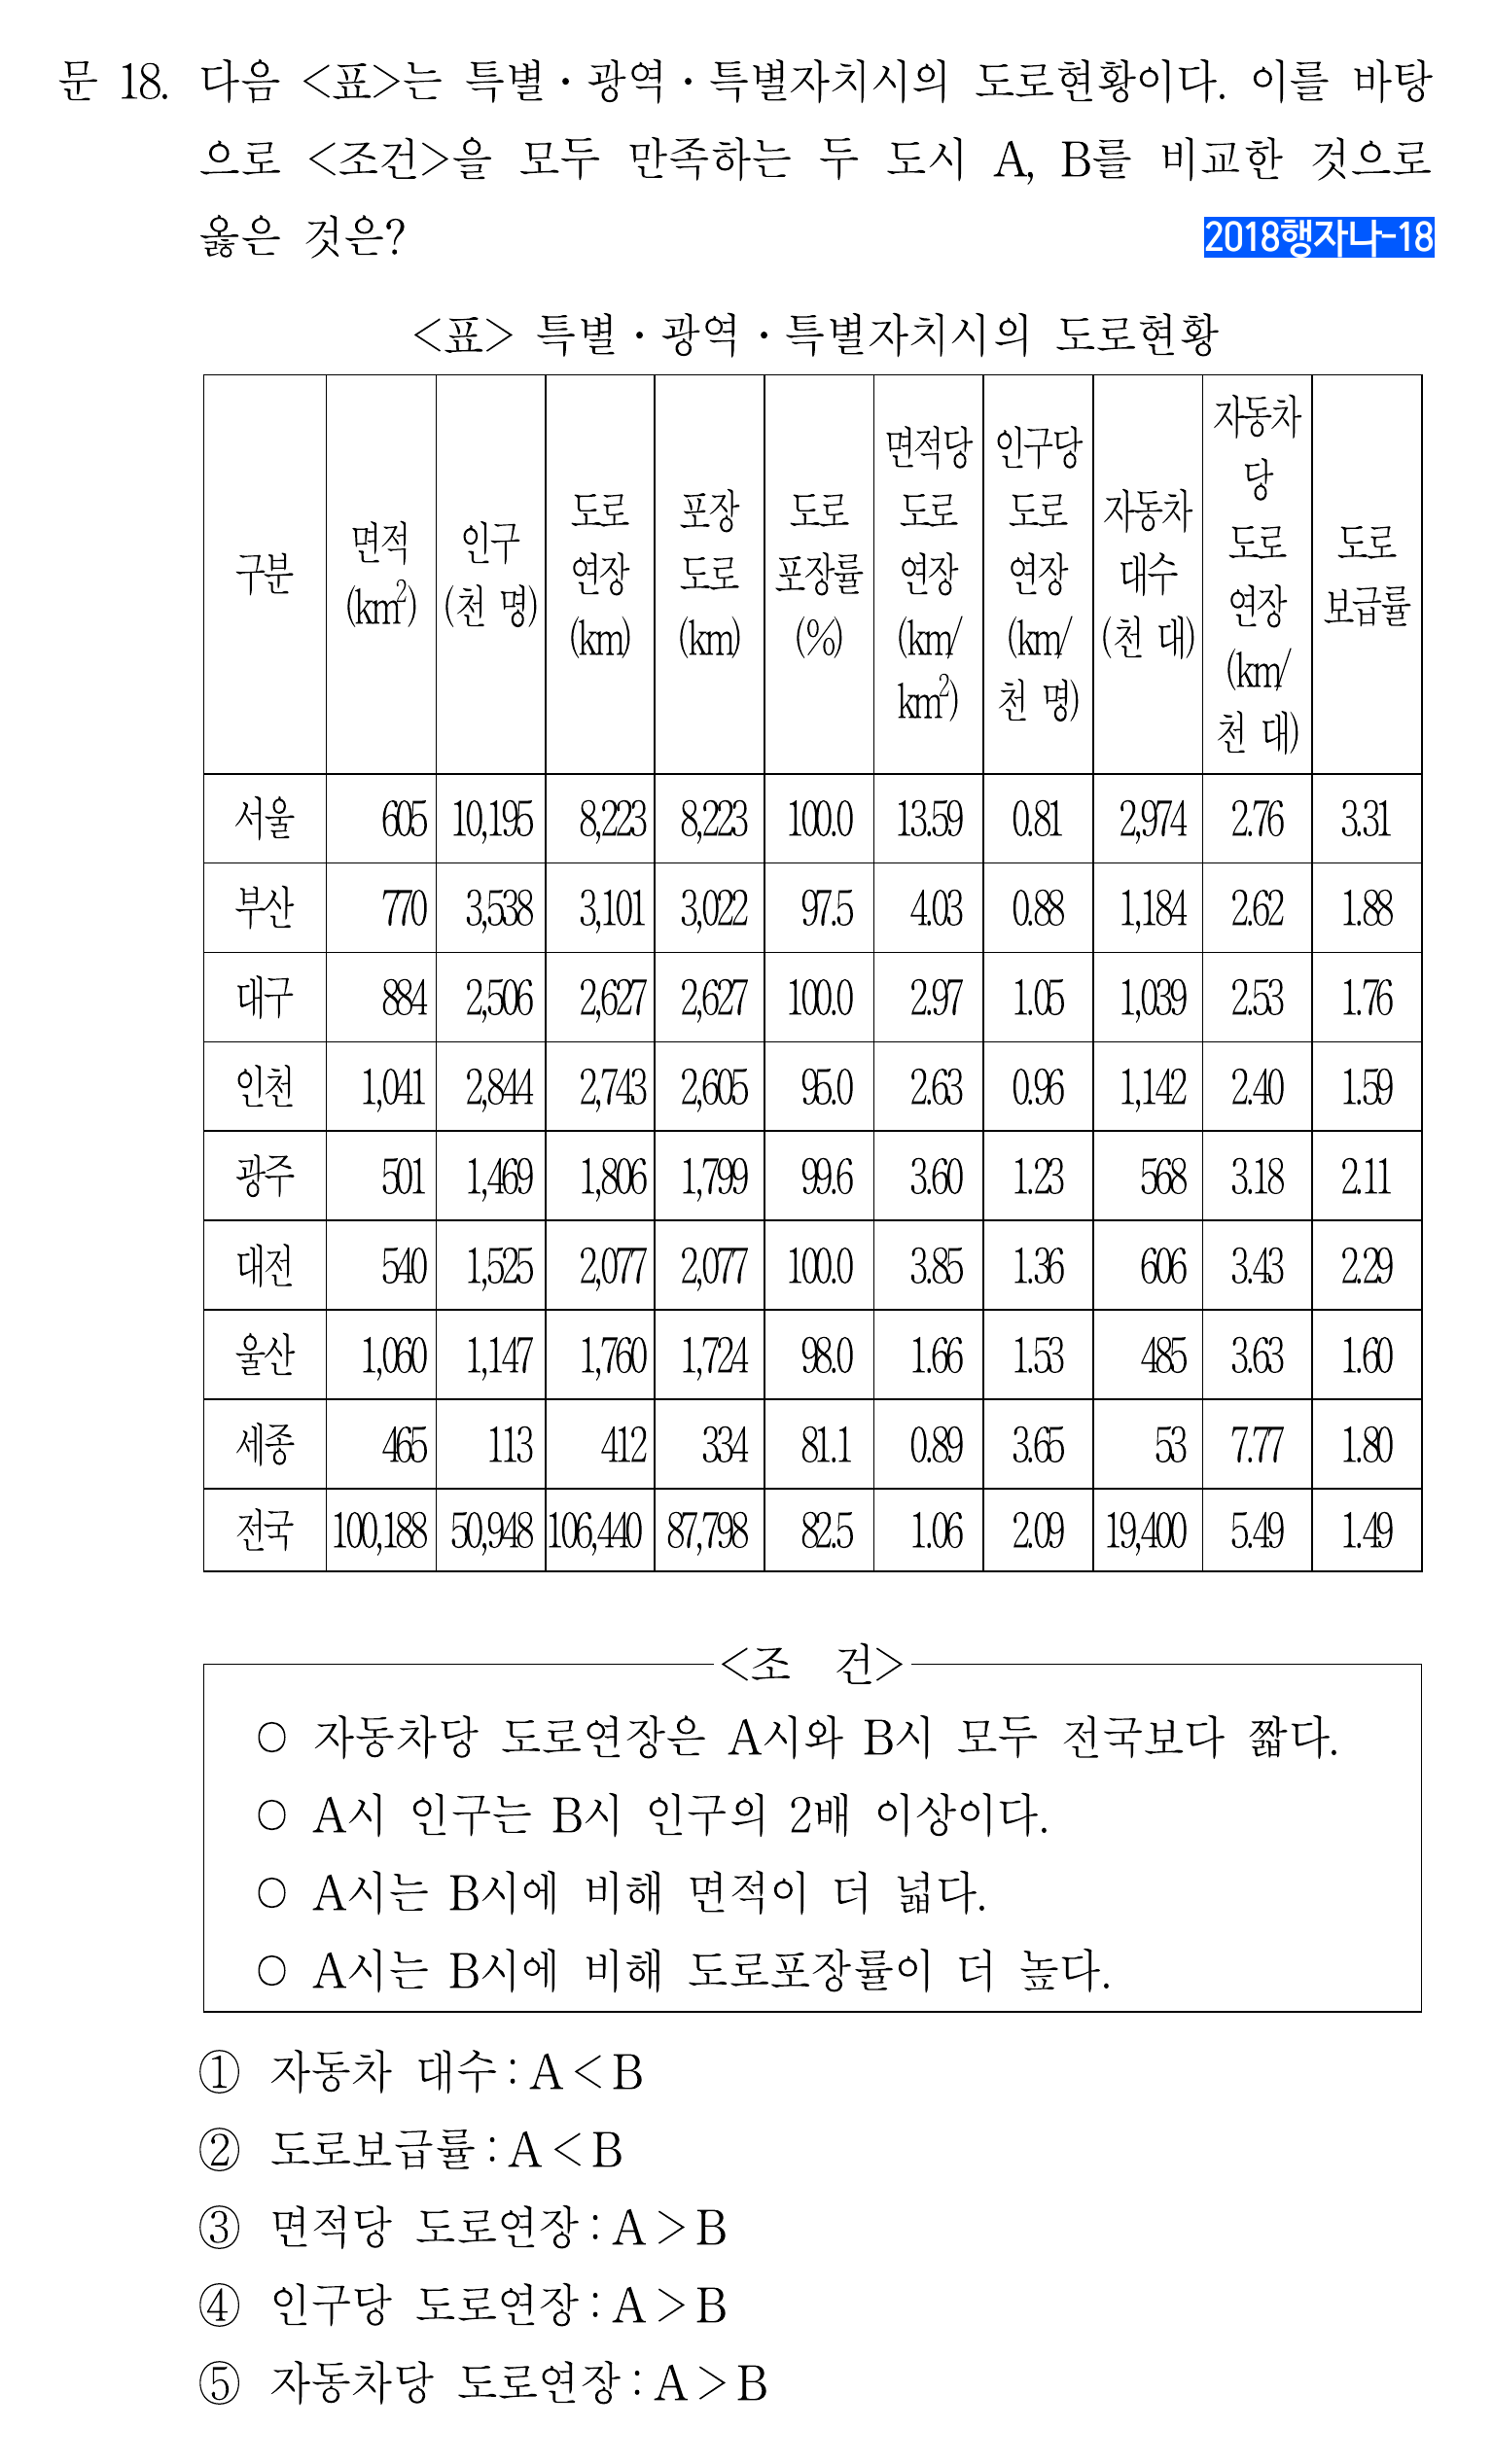 문 18. 다음 <표>는 특별·광역·특별자치시의 도로현황이다. 이를 바탕
으로 <조건>을 모두 만족하는 두 도시 A, B를 비교한 것으로
옳은 것은?
2018행자나-18
<표> 특별·광역·특별자치시의 도로현황
구분 면적(km²) 인구(천 명) 도로연장(km) 포장도로(km) 도로포장률(%) 면적당도로연장(km/km²) 인구당도로연장(km/천 명) 자동차대수(천 대) 자동차당도로연장(km/천 대) 도로보급률
서울 605 10,195 8,223 8,223 100.0 13.59 0.81 2,974 2.76 3.31
부산 770 3,538 3,101 3,022 97.5 4.03 0.88 1,184 2.62 1.88
대구 884 2,506 2,627 2,627 100.0 2.97 1.05 1,039 2.53 1.76
인천 1,041 2,844 2,743 2,605 95.0 2.63 0.96 1,142 2.40 1.59
광주 501 1,469 1,806 1,799 99.6 3.60 1.23 568 3.18 2.11
대전 540 1,525 2,077 2,077 100.0 3.85 1.36 606 3.43 2.29
울산 1,060 1,147 1,760 1,724 98.0 1.66 1.53 485 3.63 1.60
세종 465 113 412 334 81.1 0.89 3.65 53 7.77 1.80
전국 100,188 50,948 106,440 87,798 82.5 1.06 2.09 19,400 5.49 1.49
<조 건>
○ 자동차당 도로연장은 A시와 B시 모두 전국보다 짧다.
○ A시 인구는 B시 인구의 2배 이상이다.
○ A시는 B시에 비해 면적이 더 넓다.
○ A시는 B시에 비해 도로포장률이 더 높다.
① 자동차 대수: A < B
② 도로보급률: A < B
③ 면적당 도로연장: A > B
④ 인구당 도로연장: A > B
⑤ 자동차당 도로연장: A > B